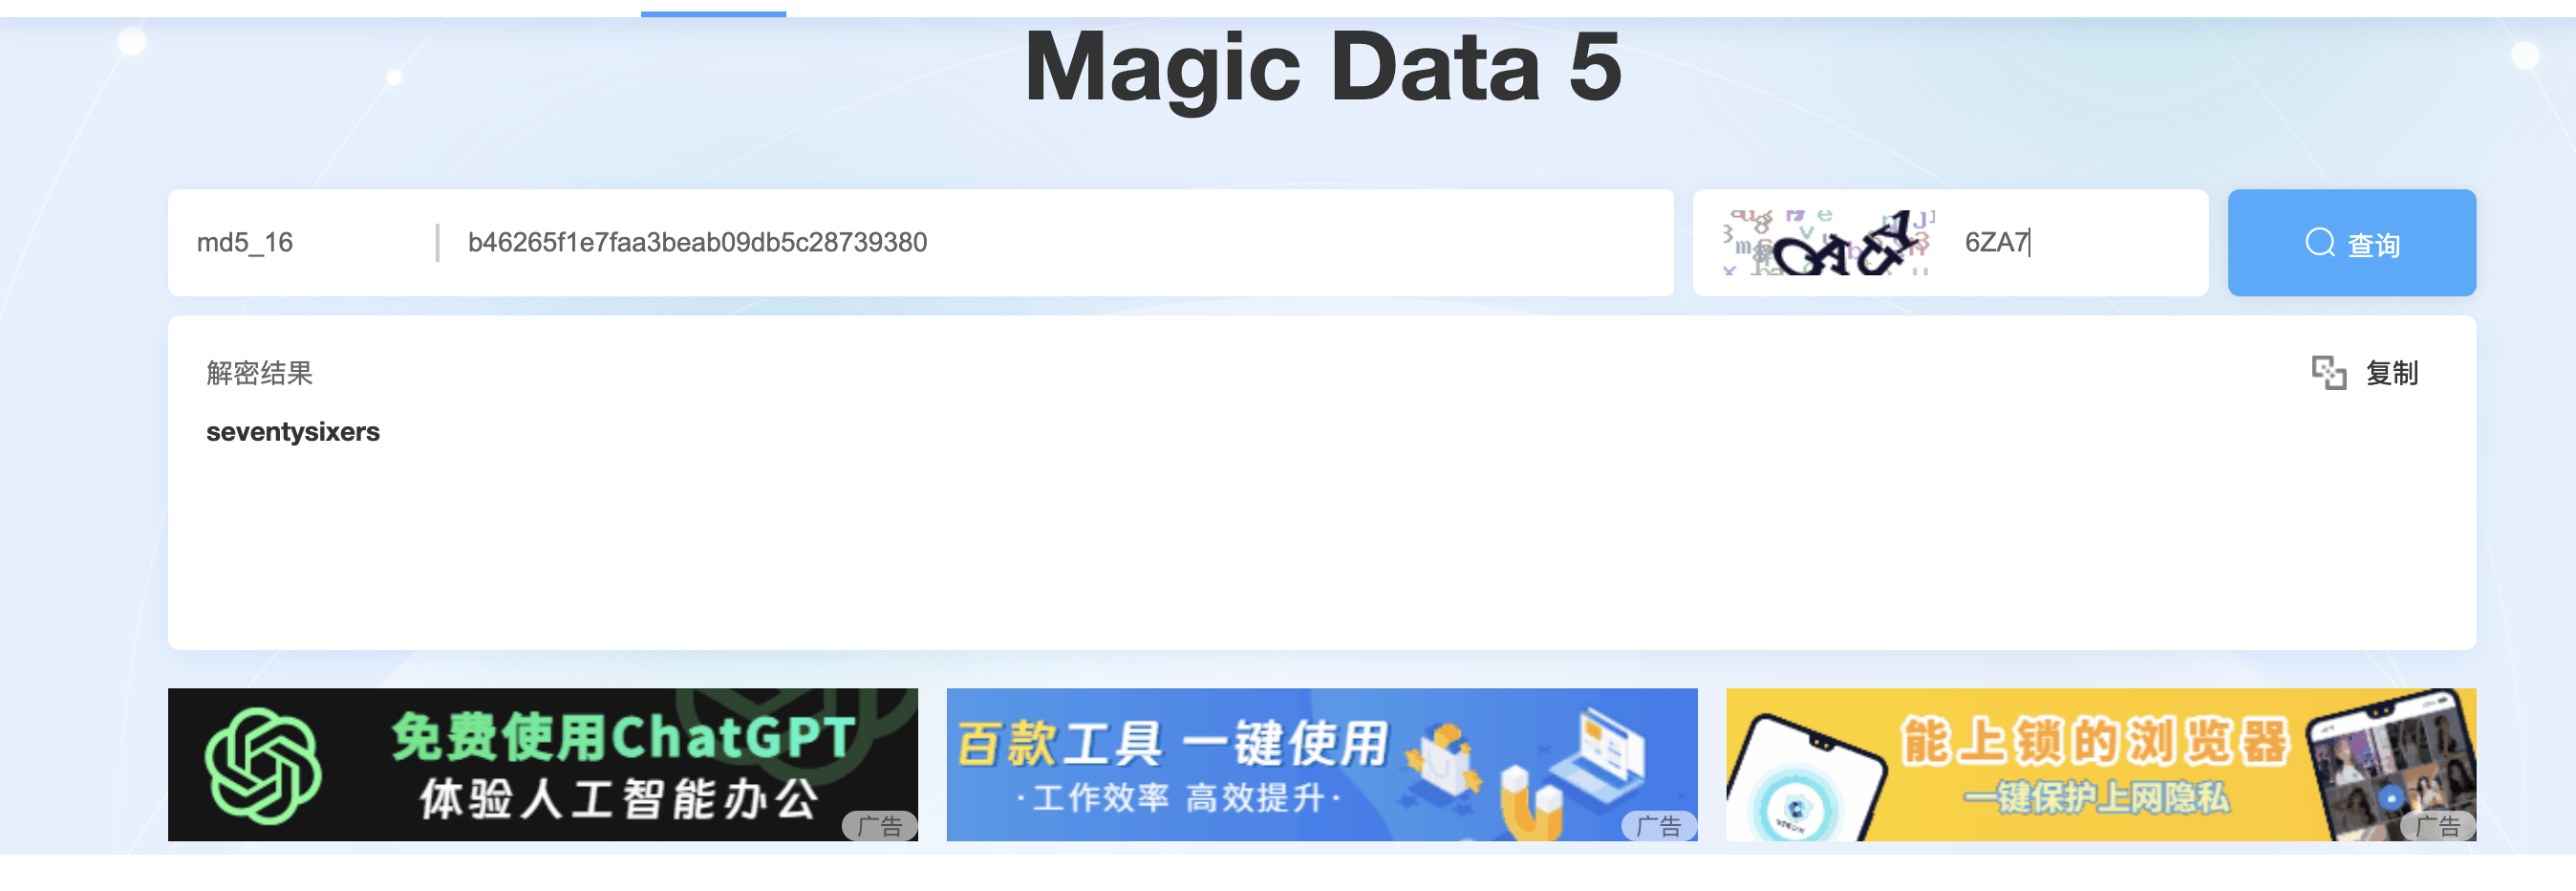 Magic Data 5
md5_16
b46265f1e7faa3beab09db5c28739380
6ZA7
查询
解密结果
复制
seventysixers
免费使用ChatGPT
体验人工智能办公
广告
百款工具 一键使用
·工作效率 高效提升·
广告
能上锁的浏览器
一键保护上网隐私
广告